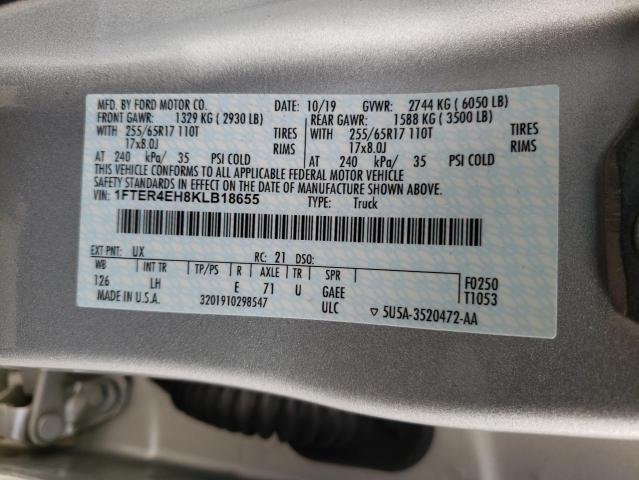 MFD. BY FORD MOTOR CO. DATE: 10/19 GVWR: 2744 KG ( 6050 LB)
FRONT GAWR: 1329 KG ( 2930 LB) REAR GAWR: 1588 KG ( 3500 LB)
WITH 255/65R17 110T TIRES WITH 255/65R17 110T TIRES
17x8.0J RIMS 17x8.0J RIMS
AT 240 kPa/ 35 PSI COLD AT 240 kPa/ 35 PSI COLD
THIS VEHICLE CONFORMS TO ALL APPLICABLE FEDERAL MOTOR VEHICLE
SAFETY STANDARDS IN EFFECT ON THE DATE OF MANUFACTURE SHOWN ABOVE.
VIN: 1FTER4EH8KLB18655 TYPE: Truck
EXT PNT: UX RC: 21 DSO:
WB INT TR TP/PS R AXLE TR SPR F0250
126 LH E 71 U GAEE T1053
MADE IN U.S.A. 3201910298547 ULC ▽ 5U5A-3520472-AA